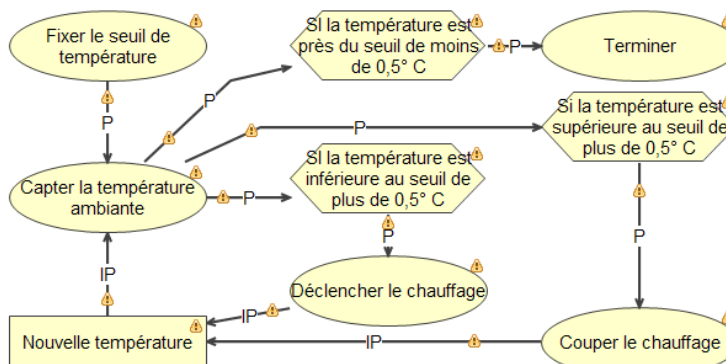 Fixer le seuil de
température
SI la température est
près du seuil de moins
de 0,5° C
P
Terminer
P
P
P
Si la température est
supérieure au seuil de
plus de 0,5° C
Capter la température
ambiante
P
SI la température est
inférieure au seuil de
plus de 0,5° C
P
P
IP
Déclencher le chauffage
IP
Nouvelle température
IP
Couper le chauffage